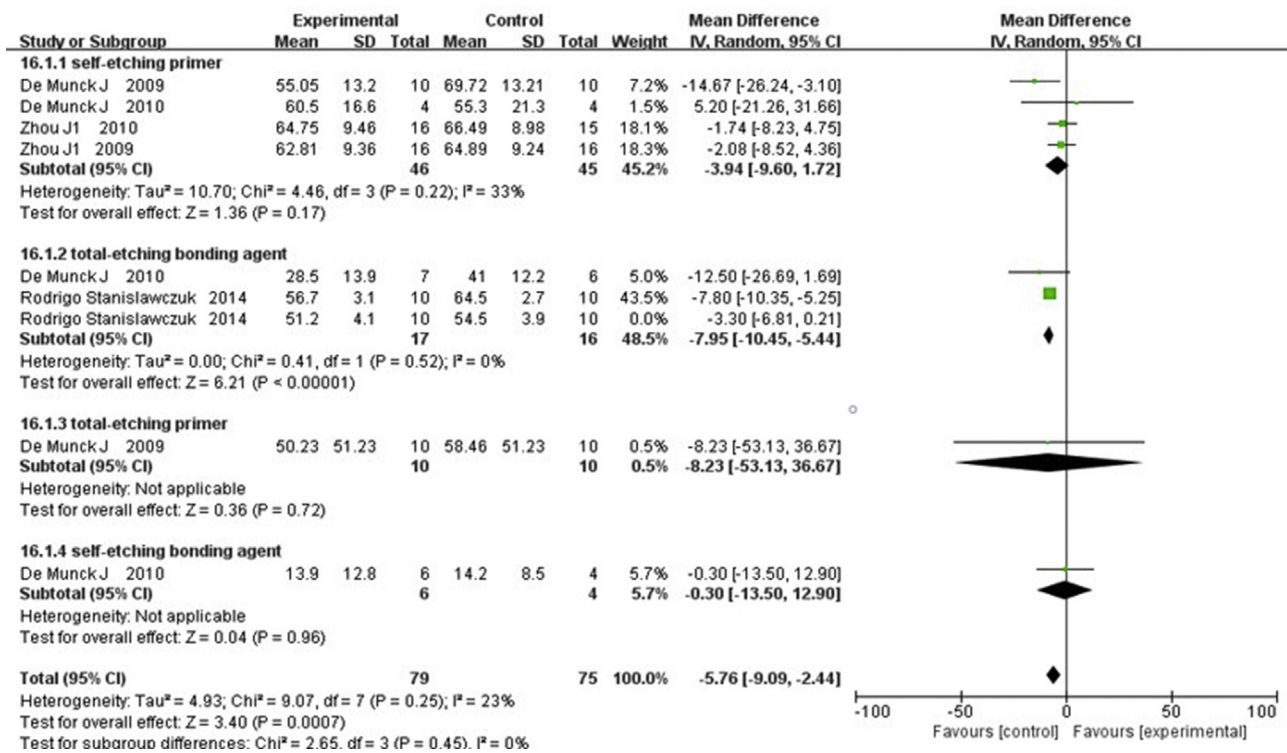 Experimental Control Mean Difference Mean Difference
Study or Subgroup Mean SD Total Mean SD Total Weight IV, Random, 95% CI IV, Random, 95% CI
16.1.1 self-etching primer
De Munck J 2009 55.05 13.2 10 69.72 13.21 10 7.2% -14.67 [-26.24, -3.10]
De Munck J 2010 60.5 16.6 4 55.3 21.3 4 1.5% 5.20 [-21.26, 31.66]
Zhou J1 2010 64.75 9.46 16 66.49 8.98 15 18.1% -1.74 [-8.23, 4.75]
Zhou J1 2009 62.81 9.36 16 64.89 9.24 16 18.3% -2.08 [-8.52, 4.36]
Subtotal (95% CI) 46 45 45.2% -3.94 [-9.60, 1.72]
Heterogeneity: Tau² = 10.70; Chi² = 4.46, df = 3 (P = 0.22); I² = 33%
Test for overall effect: Z = 1.36 (P = 0.17)
16.1.2 total-etching bonding agent
De Munck J 2010 28.5 13.9 7 41 12.2 6 5.0% -12.50 [-26.69, 1.69]
Rodrigo Stanislawczuk 2014 56.7 3.1 10 64.5 2.7 10 43.5% -7.80 [-10.35, -5.25]
Rodrigo Stanislawczuk 2014 51.2 4.1 10 54.5 3.9 10 0.0% -3.30 [-6.81, 0.21]
Subtotal (95% CI) 17 16 48.5% -7.95 [-10.45, -5.44]
Heterogeneity: Tau² = 0.00; Chi² = 0.41, df = 1 (P = 0.52); I² = 0%
Test for overall effect: Z = 6.21 (P < 0.00001)
16.1.3 total-etching primer
De Munck J 2009 50.23 51.23 10 58.46 51.23 10 0.5% -8.23 [-53.13, 36.67]
Subtotal (95% CI) 10 10 0.5% -8.23 [-53.13, 36.67]
Heterogeneity: Not applicable
Test for overall effect: Z = 0.36 (P = 0.72)
16.1.4 self-etching bonding agent
De Munck J 2010 13.9 12.8 6 14.2 8.5 4 5.7% -0.30 [-13.50, 12.90]
Subtotal (95% CI) 6 4 5.7% -0.30 [-13.50, 12.90]
Heterogeneity: Not applicable
Test for overall effect: Z = 0.04 (P = 0.96)
Total (95% CI) 79 75 100.0% -5.76 [-9.09, -2.44]
Heterogeneity: Tau² = 4.93; Chi² = 9.07, df = 7 (P = 0.25); I² = 23%
Test for overall effect: Z = 3.40 (P = 0.0007)
Test for subgroup differences: Chi² = 2.65, df = 3 (P = 0.45), I² = 0%
-100 -50 0 50 100
Favours [control] Favours [experimental]